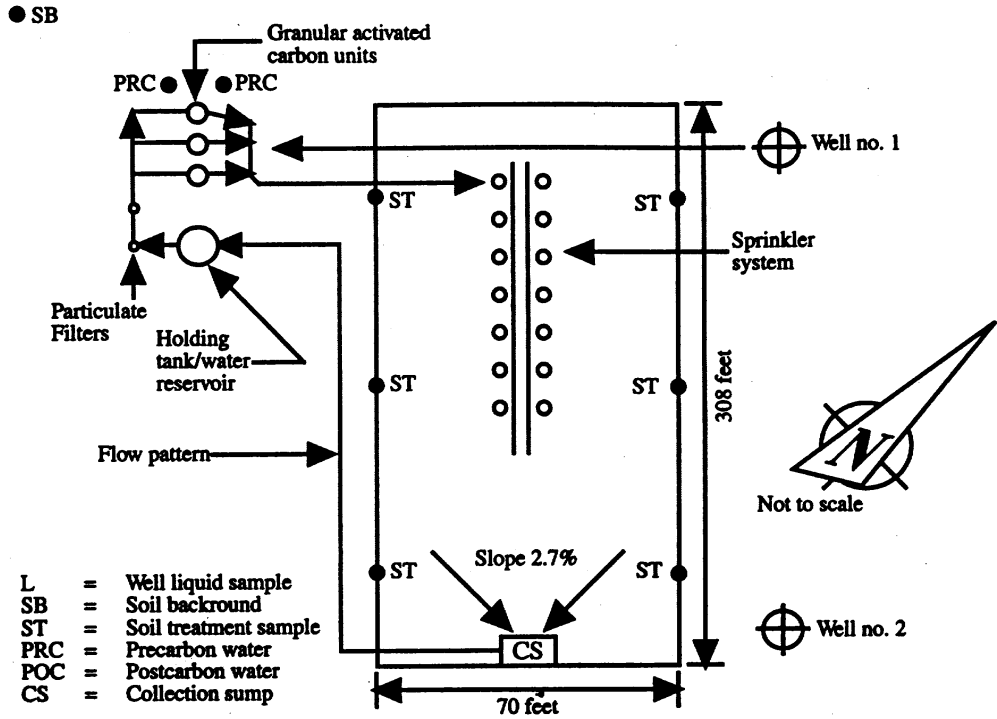 SB
Granular activated
carbon units
PRC PRC
Well no. 1
ST ST
Sprinkler
system
Particulate
Filters
Holding
tank/water
reservoir
ST ST
308 feet
Flow pattern
N
Not to scale
Slope 2.7%
ST ST
L = Well liquid sample
SB = Soil backround
ST = Soil treatment sample
PRC = Precarbon water
POC = Postcarbon water
CS = Collection sump
CS
Well no. 2
70 feet